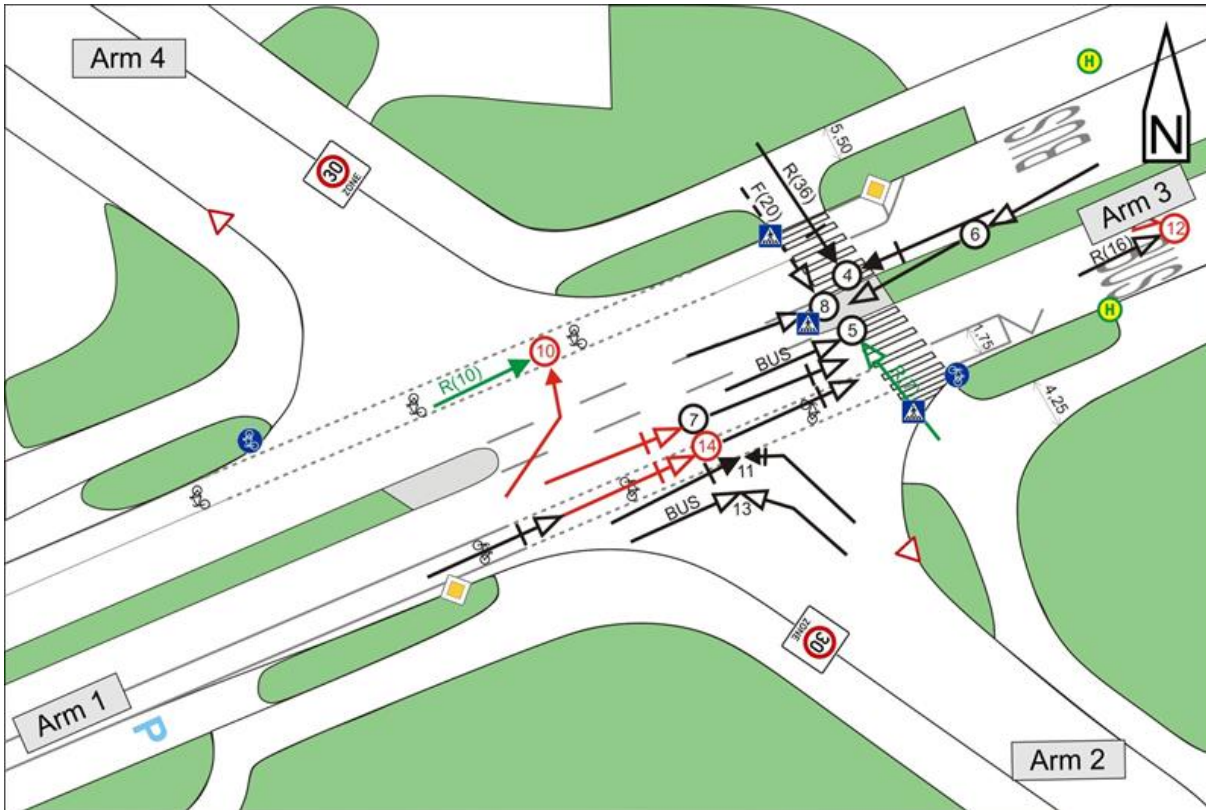 Arm 4
H
30
ZONE
5,50
BUS
N
R(36)
F(20)
Arm 3
6
12
R(16)
4
8
5
BUS
H
10
R(10)
1,75
4,25
7
14
11
BUS
13
30
ZONE
Arm 1
P
Arm 2